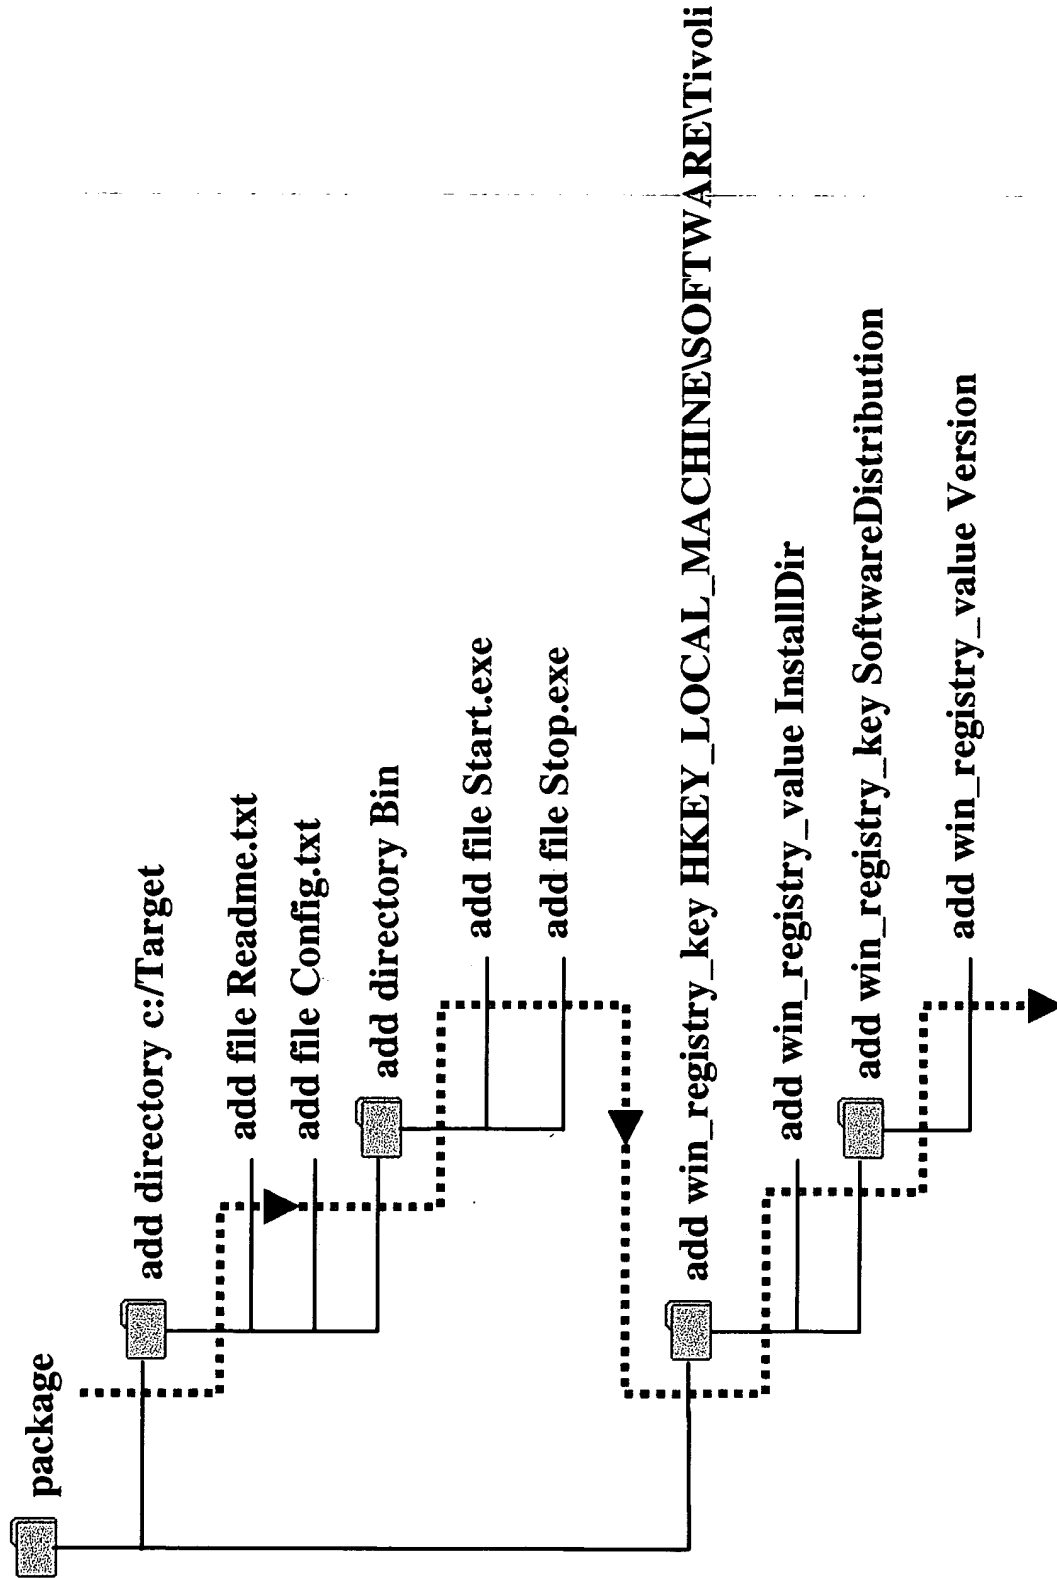 package
add directory c:/Target
add file Readme.txt
add file Config.txt
add directory Bin
add file Start.exe
add file Stop.exe
add win_registry_key HKEY_LOCAL_MACHINE\SOFTWARE\Tivoli
add win_registry_value InstallDir
add win_registry_key SoftwareDistribution
add win_registry_value Version